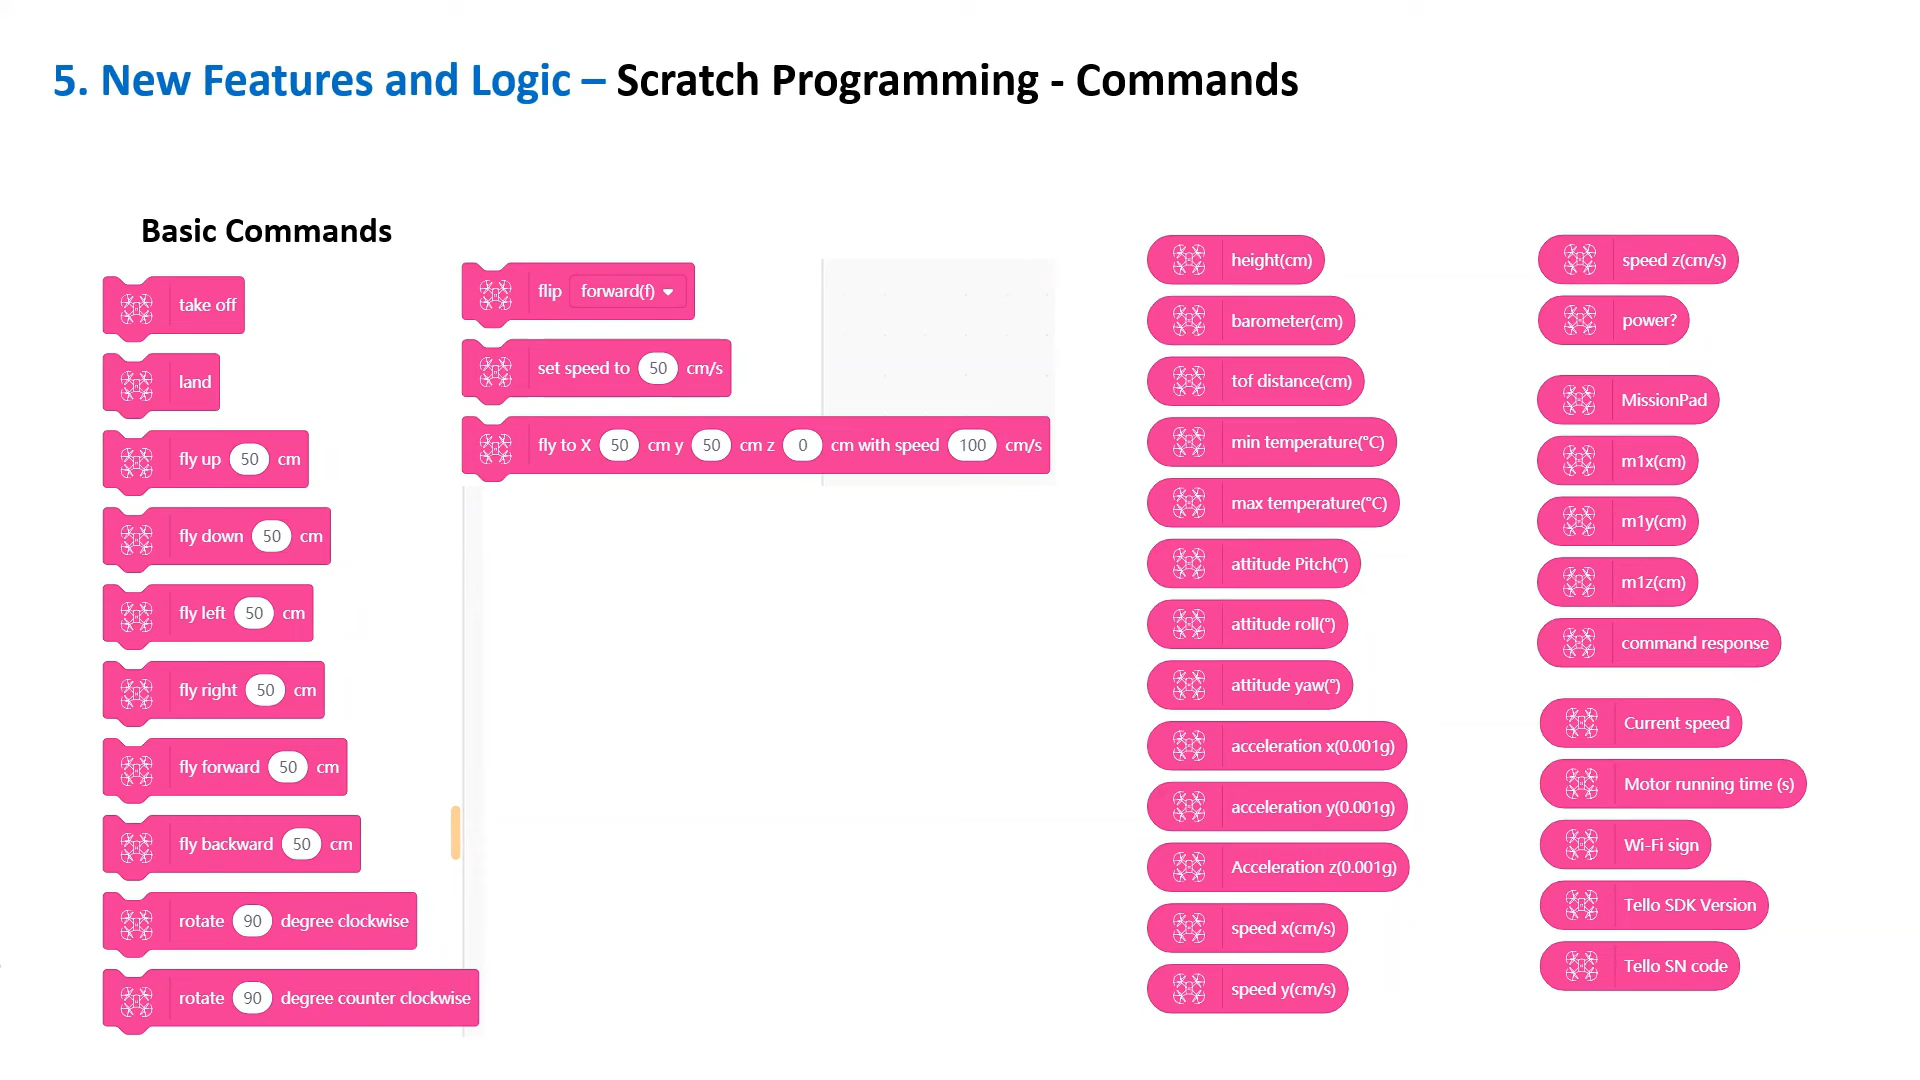 5. New Features and Logic – Scratch Programming - Commands
Basic Commands
take off
land
fly up 50 cm
fly down 50 cm
fly left 50 cm
fly right 50 cm
fly forward 50 cm
fly backward 50 cm
rotate 90 degree clockwise
rotate 90 degree counter clockwise
flip forward(f)
set speed to 50 cm/s
fly to X 50 cm y 50 cm z 0 cm with speed 100 cm/s
height(cm)
barometer(cm)
tof distance(cm)
min temperature(°C)
max temperature(°C)
attitude Pitch(°)
attitude roll(°)
attitude yaw(°)
acceleration x(0.001g)
acceleration y(0.001g)
Acceleration z(0.001g)
speed x(cm/s)
speed y(cm/s)
speed z(cm/s)
power?
MissionPad
m1x(cm)
m1y(cm)
m1z(cm)
command response
Current speed
Motor running time (s)
Wi-Fi sign
Tello SDK Version
Tello SN code